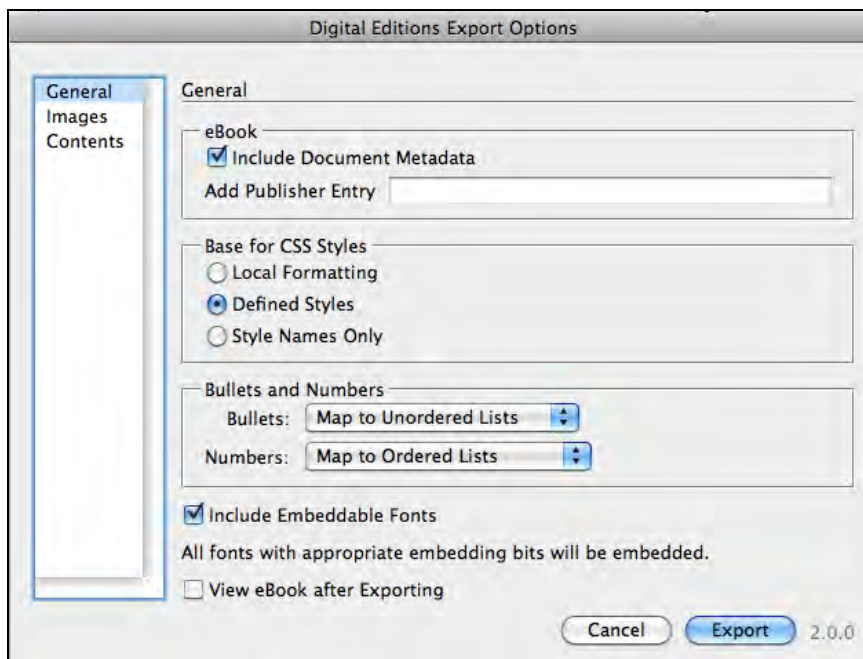 Digital Editions Export Options
General
Images
Contents
General
eBook
Include Document Metadata
Add Publisher Entry
Base for CSS Styles
Local Formatting
Defined Styles
Style Names Only
Bullets and Numbers
Bullets: Map to Unordered Lists
Numbers: Map to Ordered Lists
Include Embeddable Fonts
All fonts with appropriate embedding bits will be embedded.
View eBook after Exporting
Cancel Export 2.0.0